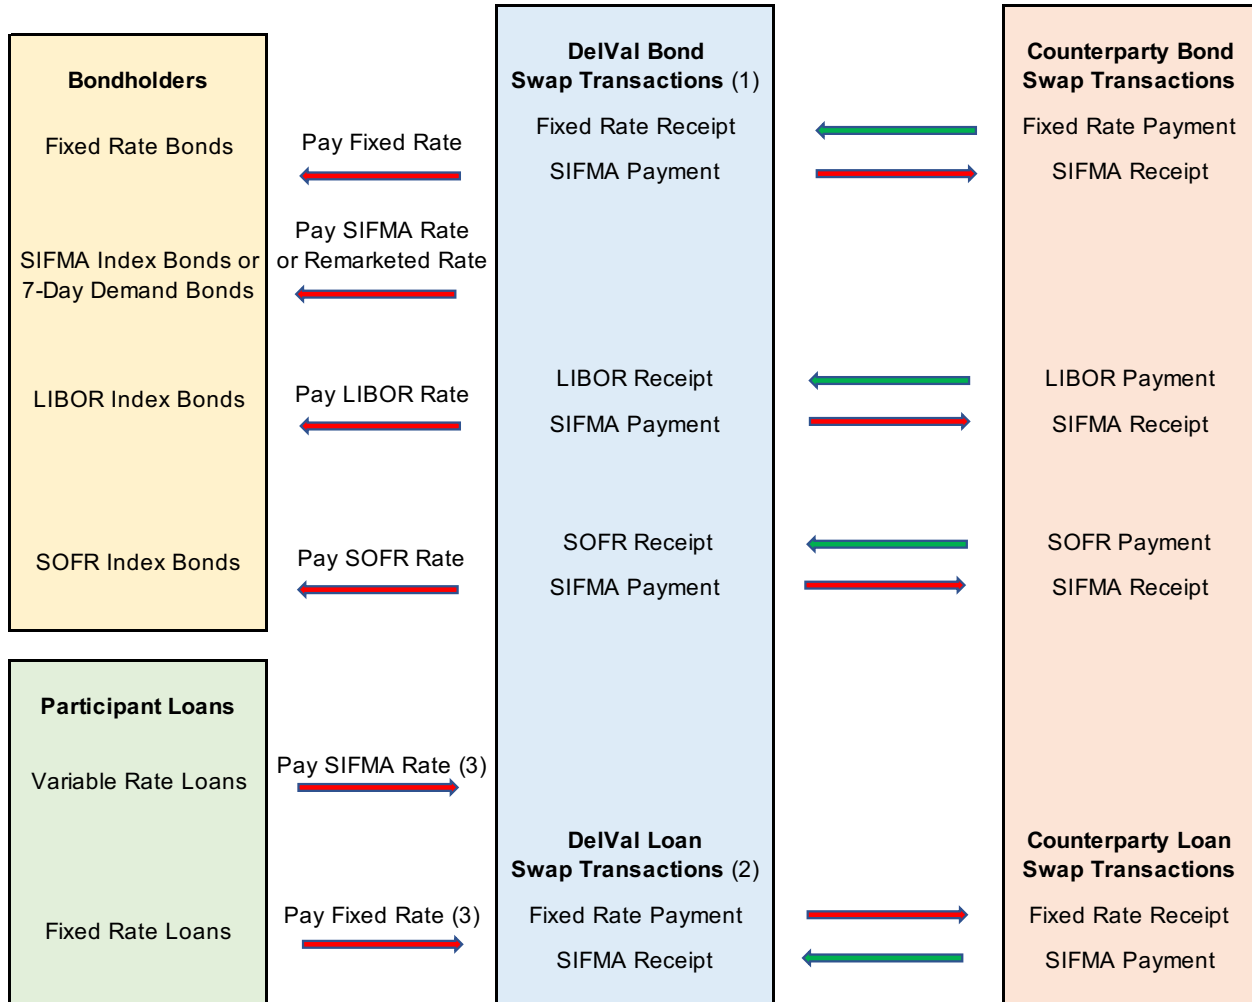 Bondholders
Fixed Rate Bonds
SIFMA Index Bonds or
7-Day Demand Bonds
LIBOR Index Bonds
SOFR Index Bonds
Pay Fixed Rate
Pay SIFMA Rate
or Remarketed Rate
Pay LIBOR Rate
Pay SOFR Rate
DelVal Bond
Swap Transactions (1)
Fixed Rate Receipt
SIFMA Payment
LIBOR Receipt
SIFMA Payment
SOFR Receipt
SIFMA Payment
Counterparty Bond
Swap Transactions
Fixed Rate Payment
SIFMA Receipt
LIBOR Payment
SIFMA Receipt
SOFR Payment
SIFMA Receipt
Participant Loans
Variable Rate Loans
Fixed Rate Loans
Pay SIFMA Rate (3)
Pay Fixed Rate (3)
DelVal Loan
Swap Transactions (2)
Fixed Rate Payment
SIFMA Receipt
Counterparty Loan
Swap Transactions
Fixed Rate Receipt
SIFMA Payment